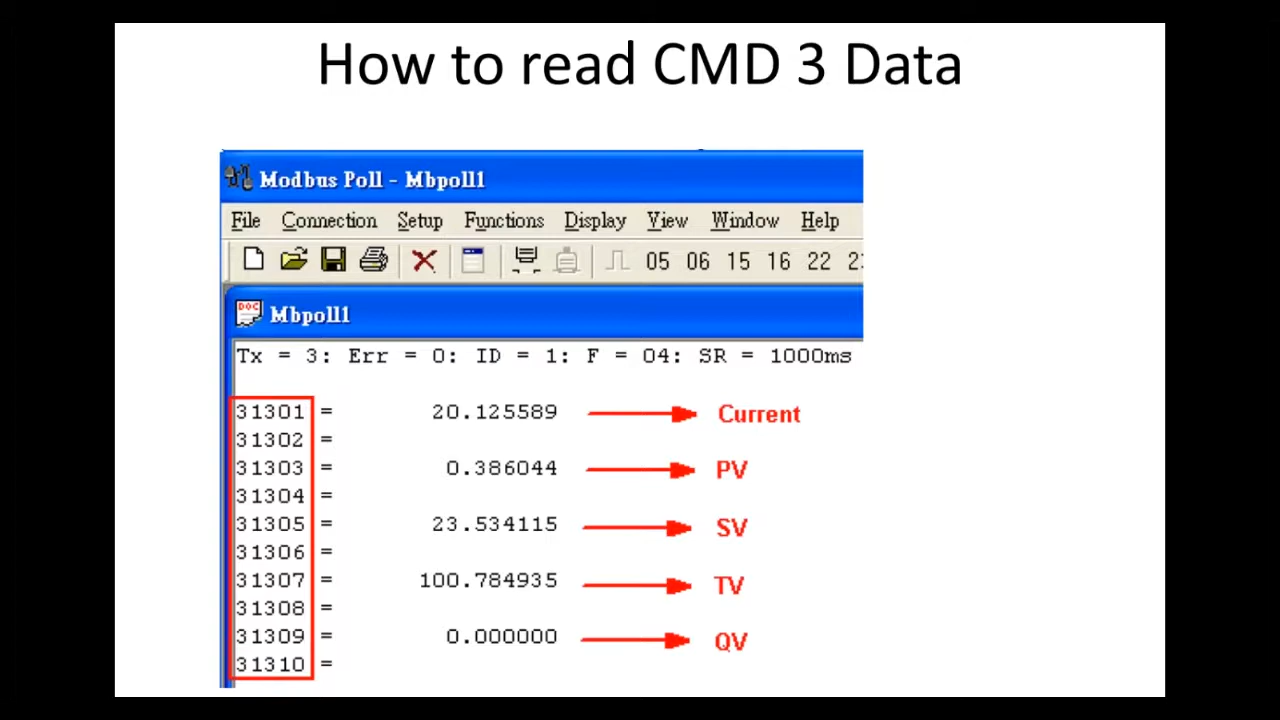 How to read CMD 3 Data
Modbus Poll - Mbpoll1
File Connection Setup Functions Display View Window Help
05 06 15 16 22
DOC Mbpoll1
Tx = 3: Err = 0: ID = 1: F = 04: SR = 1000ms
31301 = 20.125589 Current
31302 =
31303 = 0.386044 PV
31304 =
31305 = 23.534115 SV
31306 =
31307 = 100.784935 TV
31308 =
31309 = 0.000000 QV
31310 =